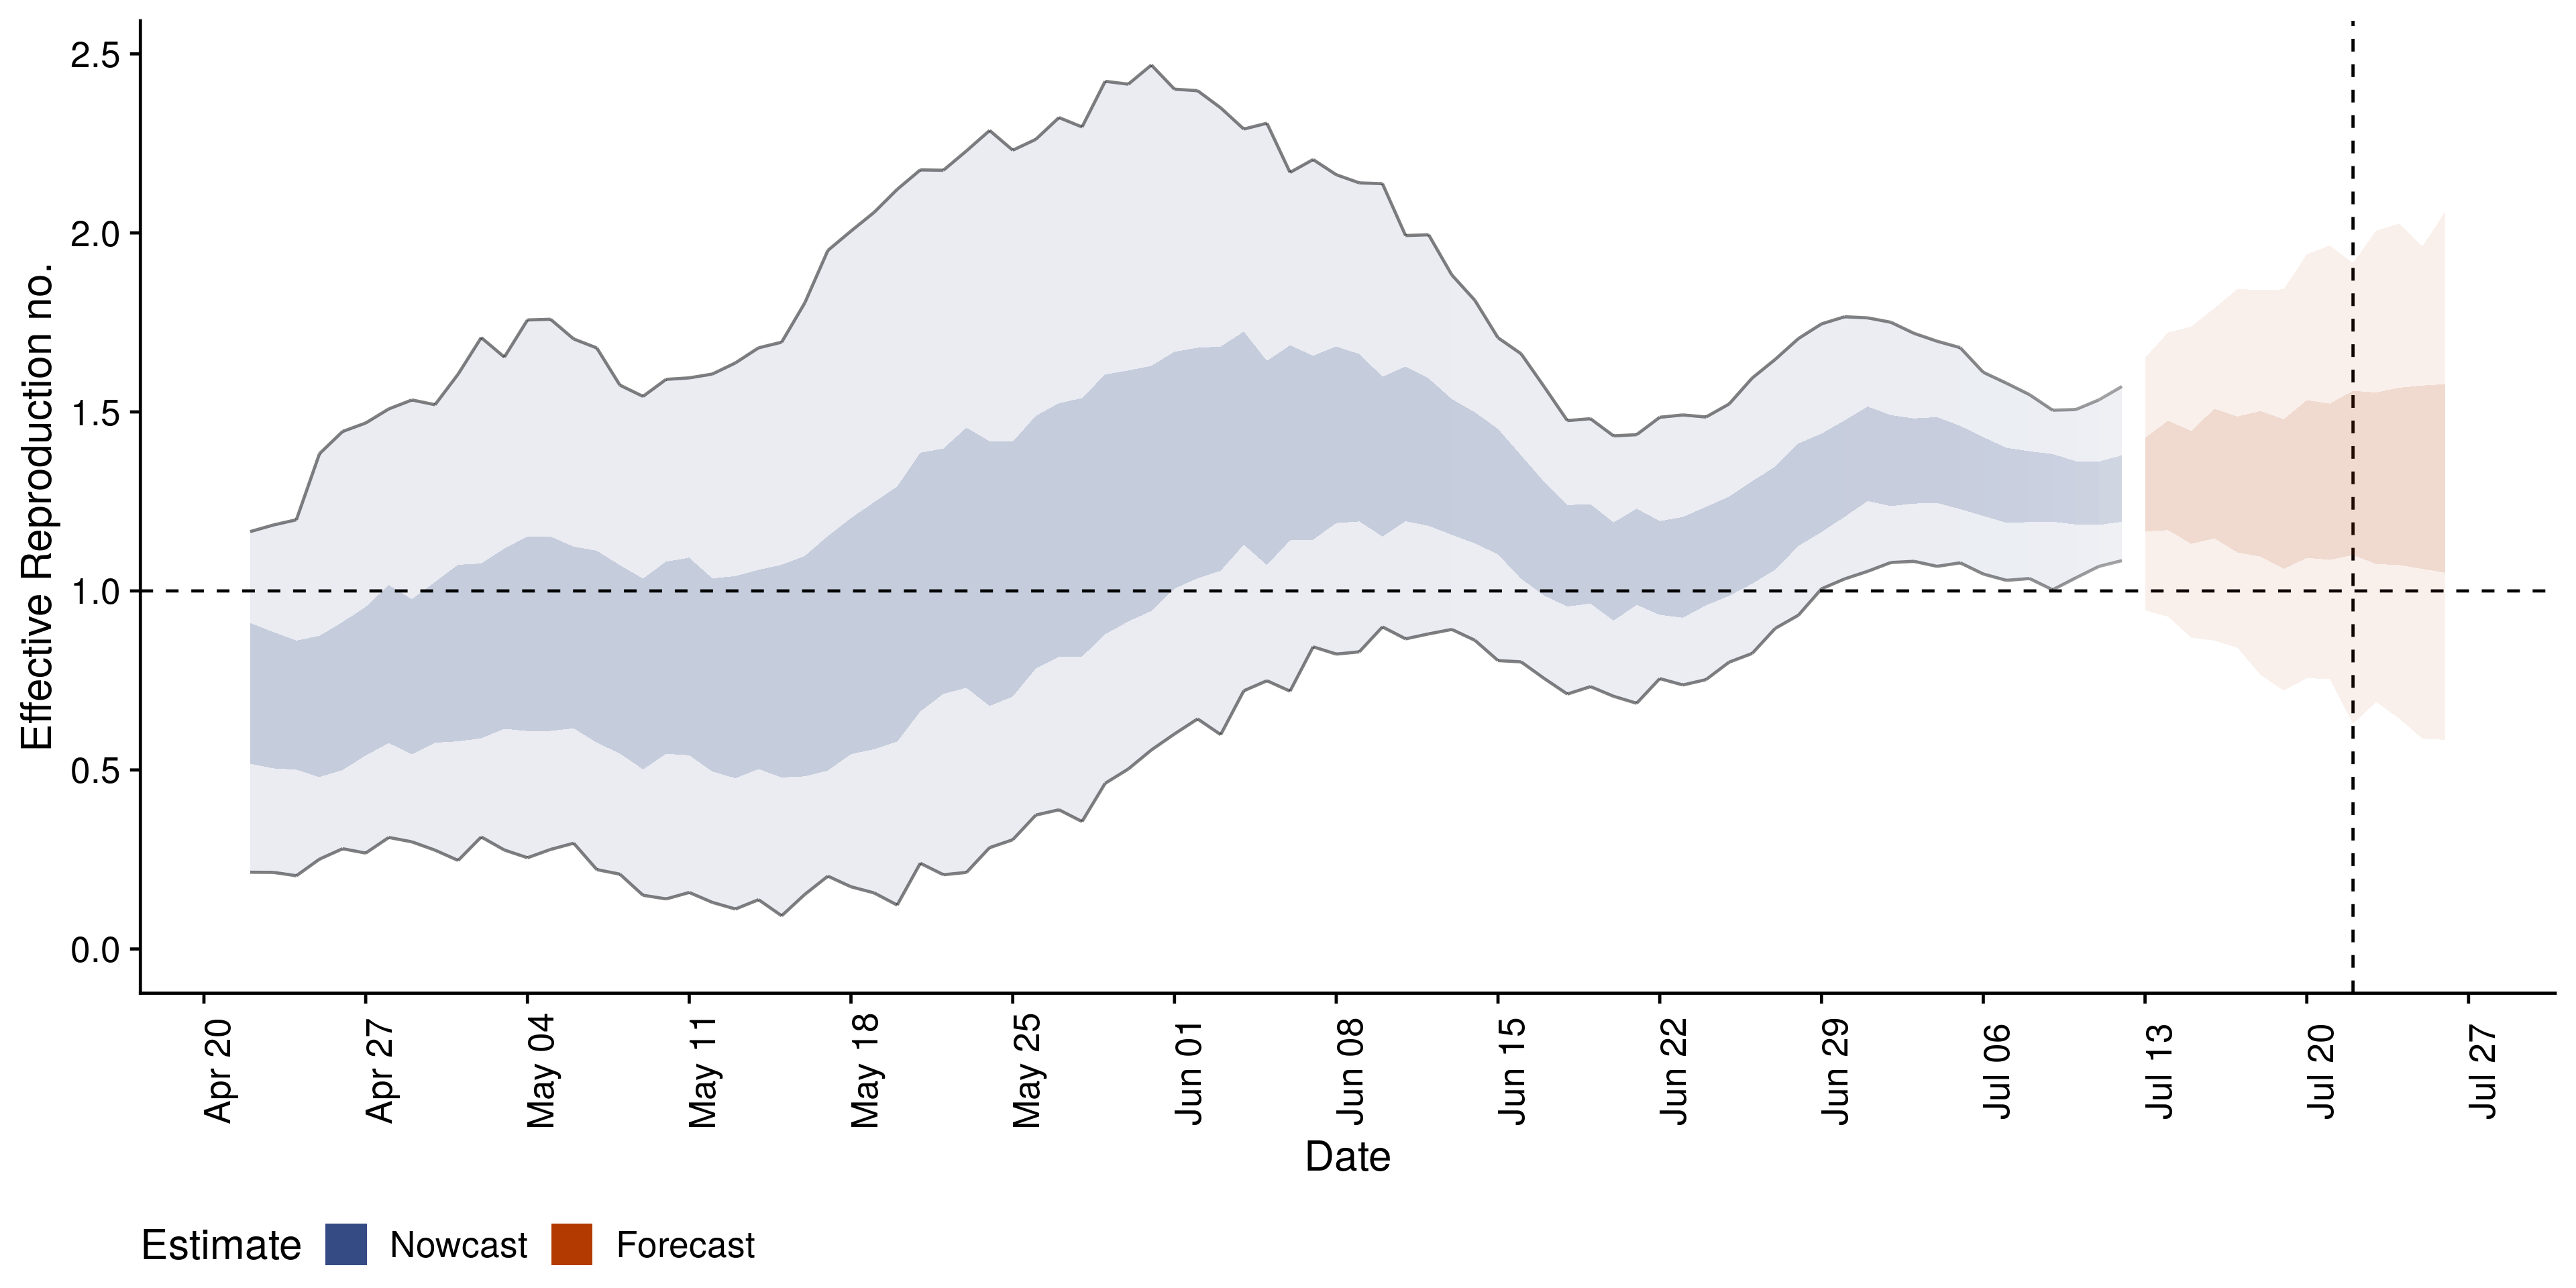 Effective Reproduction no.
2.5
2.0
1.5
1.0
0.5
0.0
Apr 20
Apr 27
May 04
May 11
May 18
May 25
Jun 01
Jun 08
Jun 15
Jun 22
Jun 29
Jul 06
Jul 13
Jul 20
Jul 27
Date
Estimate Nowcast Forecast